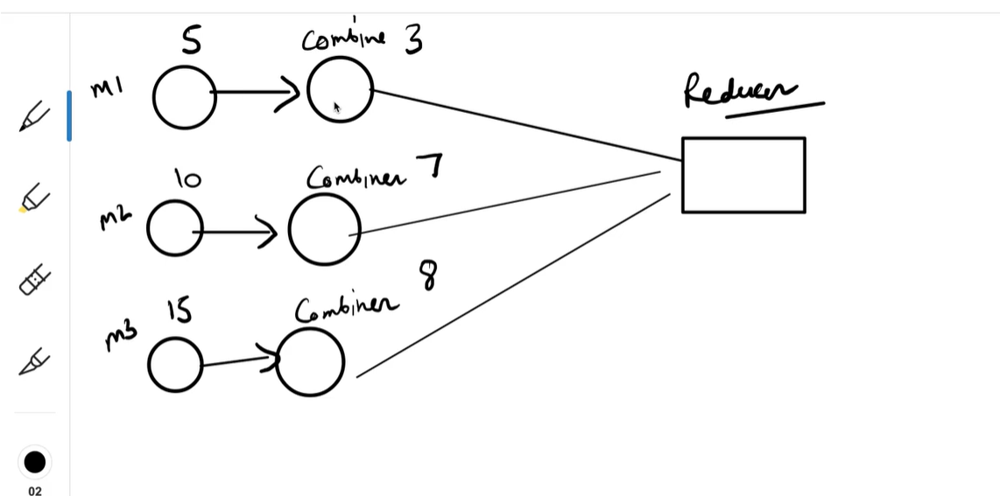 5
Combine 3
m1
Reducer
10
Combiner 7
m2
15
Combiner 8
m3
02